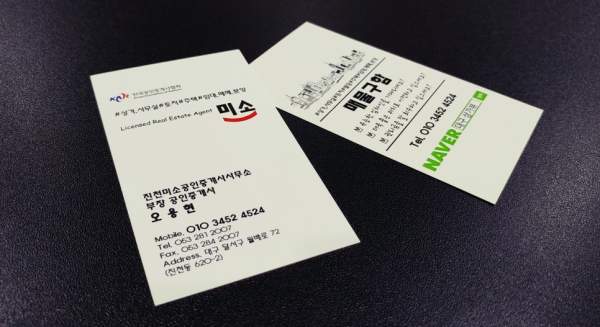 한국공인중개사협회
#상가,사무실#토지#주택#임대,매매,분양
Licensed Real Estate Agent 미소
진천미소공인중개사사무소
부장 공인중개사
오 용 현
Mobile. 010 3452 4524
Tel. 053 281 2007
Fax. 053 284 2007
Address. 대구 달서구 월배로 72
(진천동 620-2)
매물구함
Tel. 010 3452 4524
NAVER